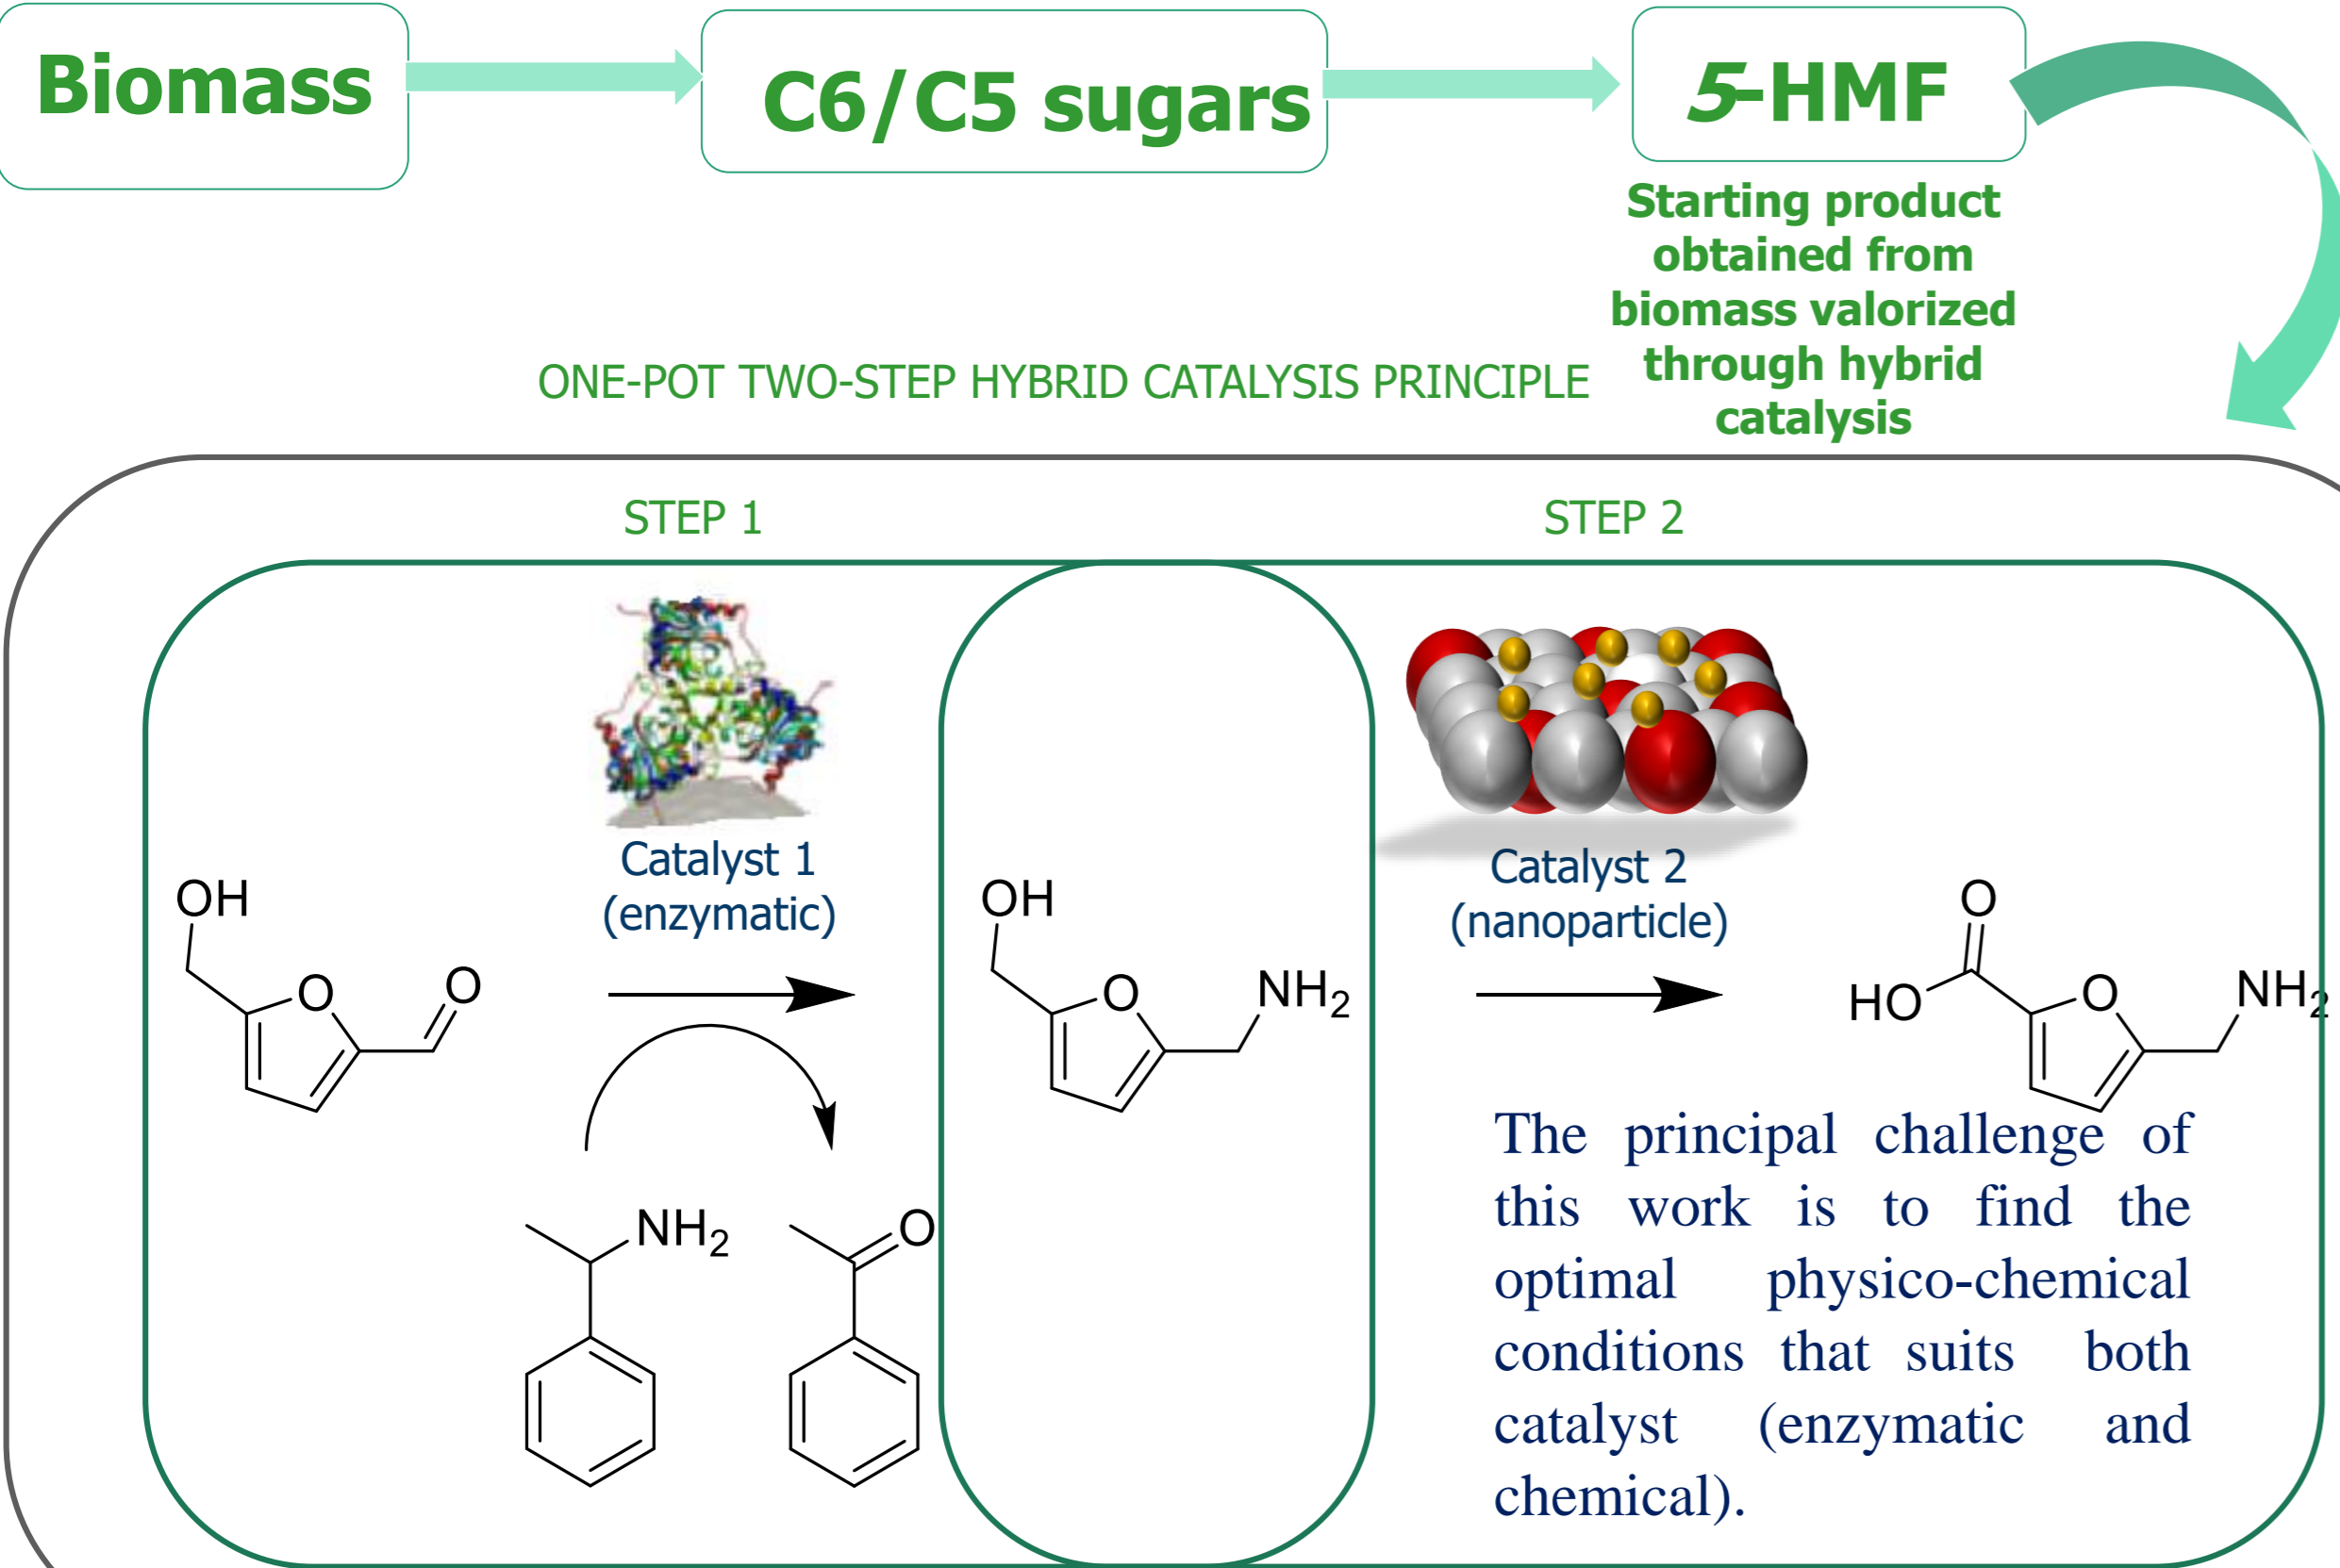 Biomass
C6/C5 sugars
5-HMF
Starting product
obtained from
biomass valorized
through hybrid
catalysis
ONE-POT TWO-STEP HYBRID CATALYSIS PRINCIPLE
STEP 1
STEP 2
Catalyst 1
(enzymatic)
Catalyst 2
(nanoparticle)
OH
O
O
OH
O
NH2
O
HO
O
NH2
NH2
O
The principal challenge of
this work is to find the
optimal physico-chemical
conditions that suits both
catalyst (enzymatic and
chemical).